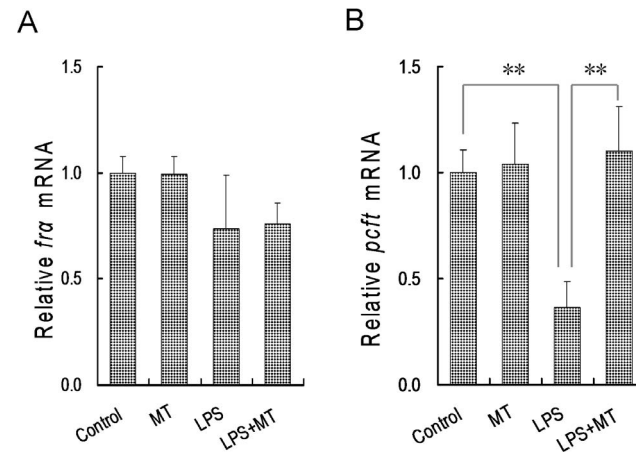 A
Relative frα mRNA
1.5
1.0
0.5
0.0
Control
MT
LPS
LPS+MT
B
Relative pcft mRNA
1.5
1.0
0.5
0.0
**
**
Control
MT
LPS
LPS+MT